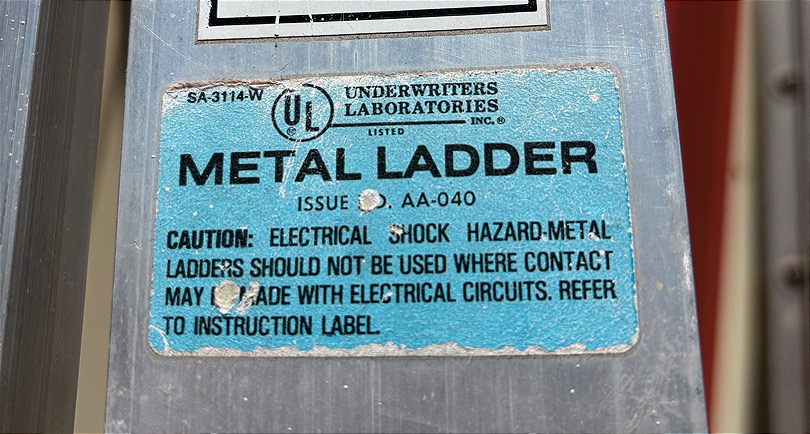 SA-3114-W
UL
®
UNDERWRITERS
LABORATORIES
INC.®
LISTED
METAL LADDER
ISSUE AA-040
CAUTION: ELECTRICAL SHOCK HAZARD-METAL
LADDERS SHOULD NOT BE USED WHERE CONTACT
MAY MADE WITH ELECTRICAL CIRCUITS. REFER
TO INSTRUCTION LABEL.